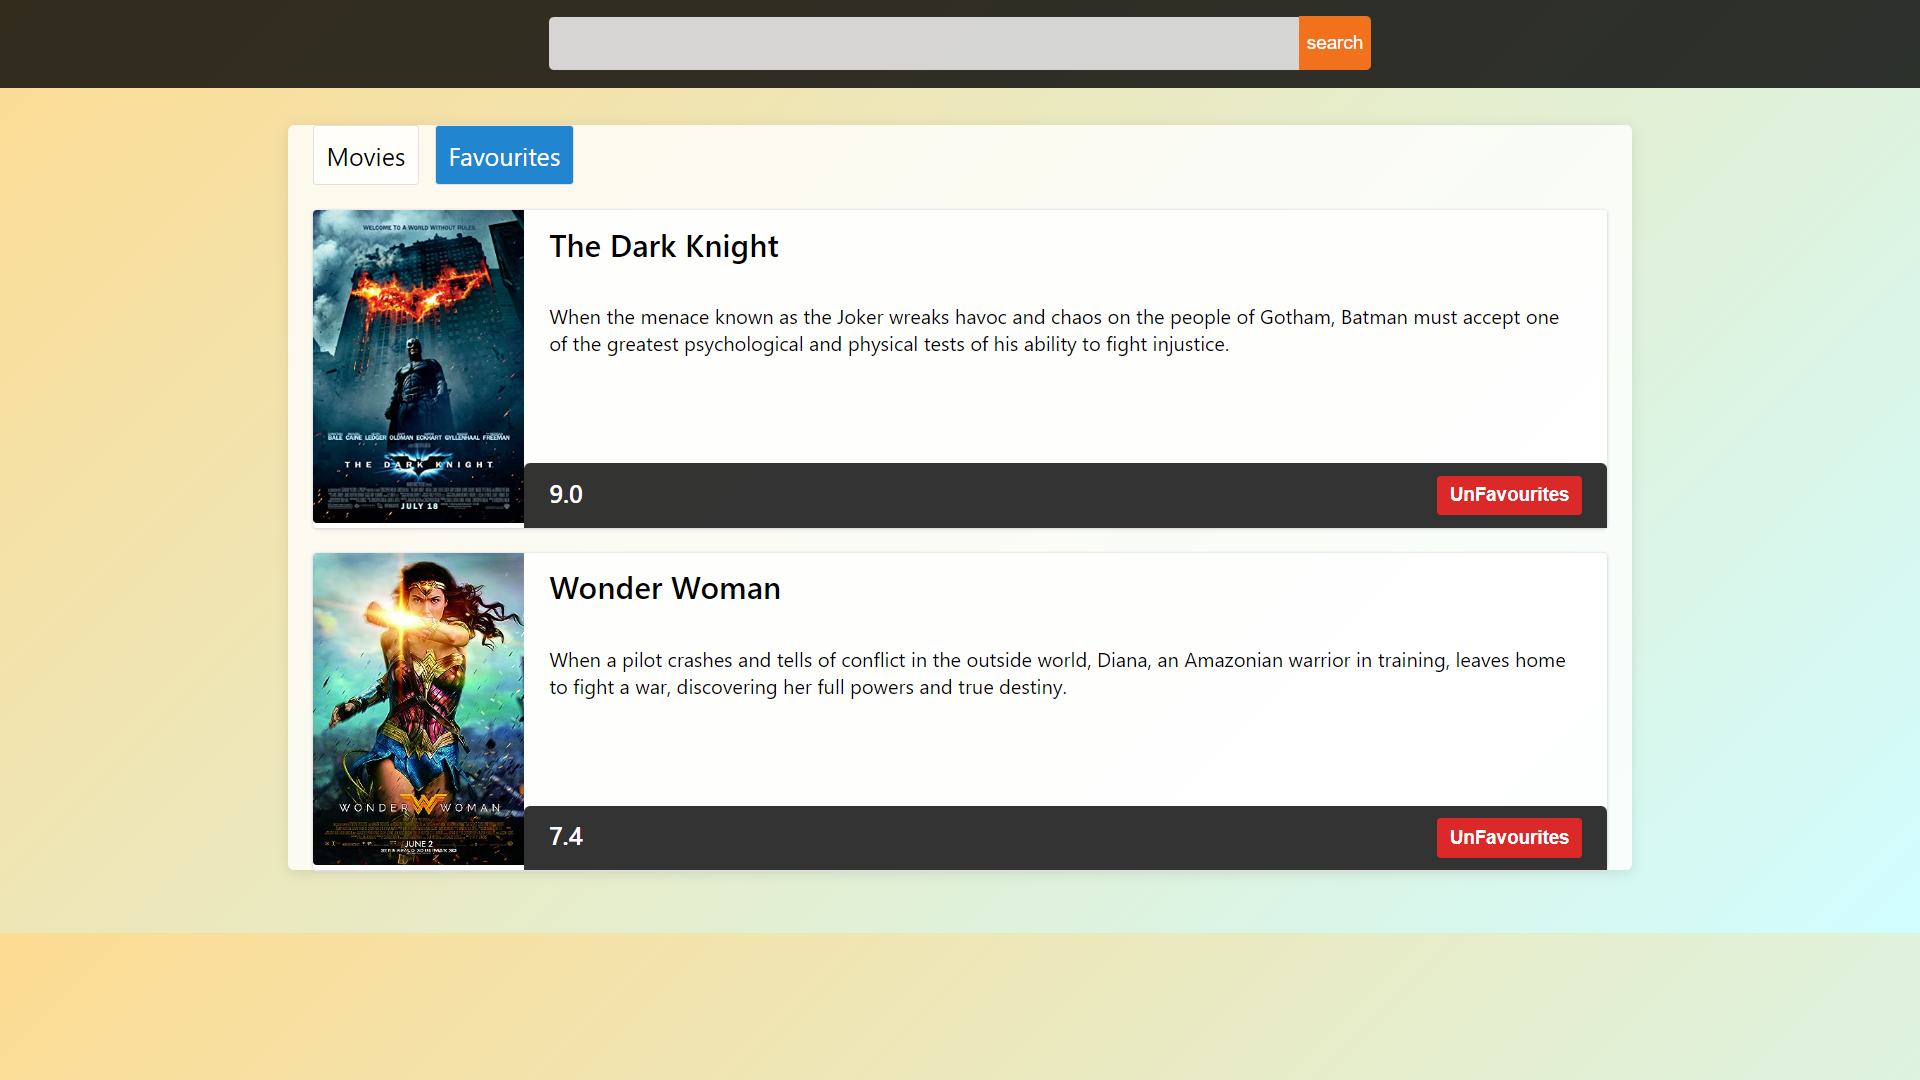 search
Movies
Favourites
WELCOME TO A WORLD WITHOUT RULES.
BALE CAINE LEDGER OLDMAN ECKHART GYLLENHAAL FREEMAN
THE DARK KNIGHT
JULY 18
The Dark Knight
When the menace known as the Joker wreaks havoc and chaos on the people of Gotham, Batman must accept one
of the greatest psychological and physical tests of his ability to fight injustice.
9.0
UnFavourites
WONDER WOMAN
JUNE 2
Wonder Woman
When a pilot crashes and tells of conflict in the outside world, Diana, an Amazonian warrior in training, leaves home
to fight a war, discovering her full powers and true destiny.
7.4
UnFavourites